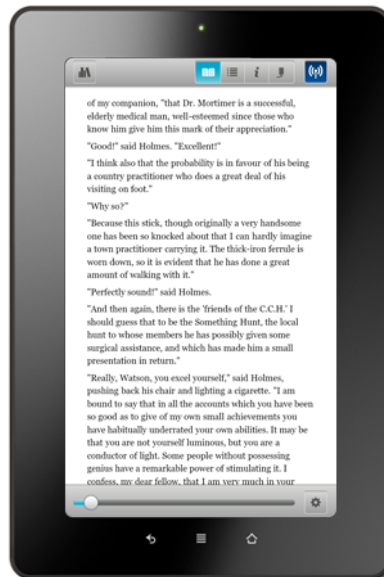 of my companion, "that Dr. Mortimer is a successful,
elderly medical man, well-esteemed since those who
know him give him this mark of their appreciation."
"Good!" said Holmes. "Excellent!"
"I think also that the probability is in favour of his being
a country practitioner who does a great deal of his
visiting on foot."
"Why so?"
"Because this stick, though originally a very handsome
one has been so knocked about that I can hardly imagine
a town practitioner carrying it. The thick-iron ferrule is
worn down, so it is evident that he has done a great
amount of walking with it."
"Perfectly sound!" said Holmes.
"And then again, there is the 'friends of the C.C.H.' I
should guess that to be the Something Hunt, the local
hunt to whose members he has possibly given some
surgical assistance, and which has made him a small
presentation in return."
"Really, Watson, you excel yourself," said Holmes,
pushing back his chair and lighting a cigarette. "I am
bound to say that in all the accounts which you have been
so good as to give of my own small achievements you
have habitually underrated your own abilities. It may be
that you are not yourself luminous, but you are a
conductor of light. Some people without possessing
genius have a remarkable power of stimulating it. I
confess, my dear fellow, that I am very much in your